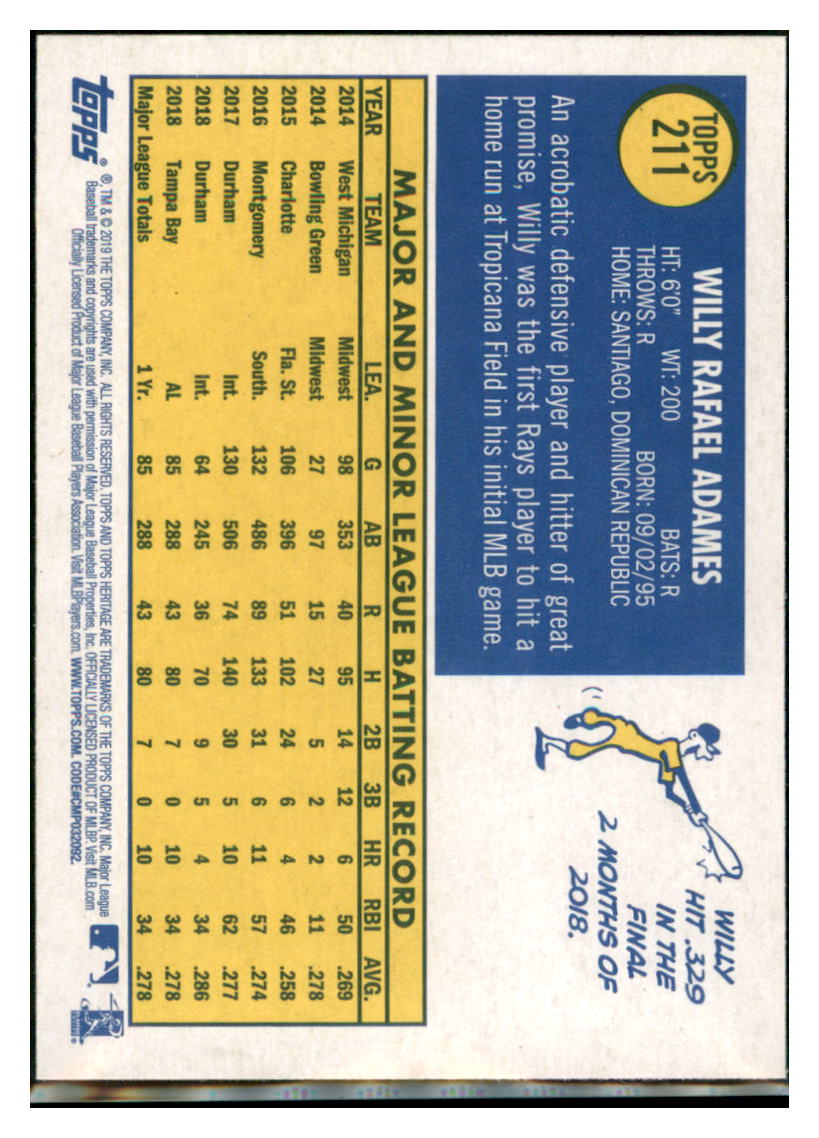 TOPPS
211
WILLY RAFAEL ADAMES
HT: 6'0" WT: 200 BATS: R
THROWS: R BORN: 09/02/95
HOME: SANTIAGO, DOMINICAN REPUBLIC
An acrobatic defensive player and hitter of great
promise, Willy was the first Rays player to hit a
home run at Tropicana Field in his initial MLB game.
WILLY
HIT .329
IN THE
FINAL
2 MONTHS OF
2018.
MAJOR AND MINOR LEAGUE BATTING RECORD
YEAR TEAM LEA. G AB R H 2B 3B HR RBI AVG.
2014 West Michigan Midwest 98 353 40 95 14 12 6 50 .269
2014 Bowling Green Midwest 27 97 15 27 5 2 2 11 .278
2015 Charlotte Fla. St. 106 396 51 102 24 6 4 46 .258
2016 Montgomery South. 132 486 89 133 31 6 11 57 .274
2017 Durham Int. 130 506 74 140 30 5 10 62 .277
2018 Durham Int. 64 245 36 70 9 5 4 34 .286
2018 Tampa Bay AL 85 288 43 80 7 0 10 34 .278
Major League Totals 1 Yr. 85 288 43 80 7 0 10 34 .278
topps®
®, TM & © 2019 THE TOPPS COMPANY, INC. ALL RIGHTS RESERVED. TOPPS AND TOPPS HERITAGE ARE TRADEMARKS OF THE TOPPS COMPANY, INC. Major League
Baseball trademarks and copyrights are used with permission of Major League Baseball Properties, Inc. OFFICIALLY LICENSED PRODUCT OF MLBP. Visit MLB.com
Officially Licensed Product of Major League Baseball Players Association. Visit MLBPlayers.com. WWW.TOPPS.COM. CODE#CMP032092.